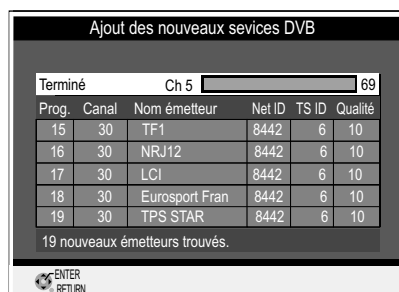 Ajout des nouveaux sevices DVB
Terminé Ch 5 69
Prog. Canal Nom émetteur Net ID TS ID Qualité
15 30 TF1 8442 6 10
16 30 NRJ12 8442 6 10
17 30 LCI 8442 6 10
18 30 Eurosport Fran 8442 6 10
19 30 TPS STAR 8442 6 10
19 nouveaux émetteurs trouvés.
ENTER
RETURN